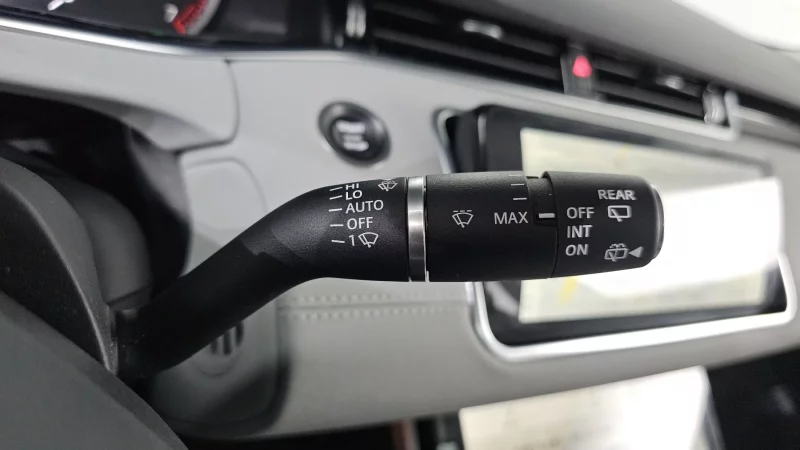 HI
LO
AUTO
OFF
1
MAX
REAR
OFF
INT
ON